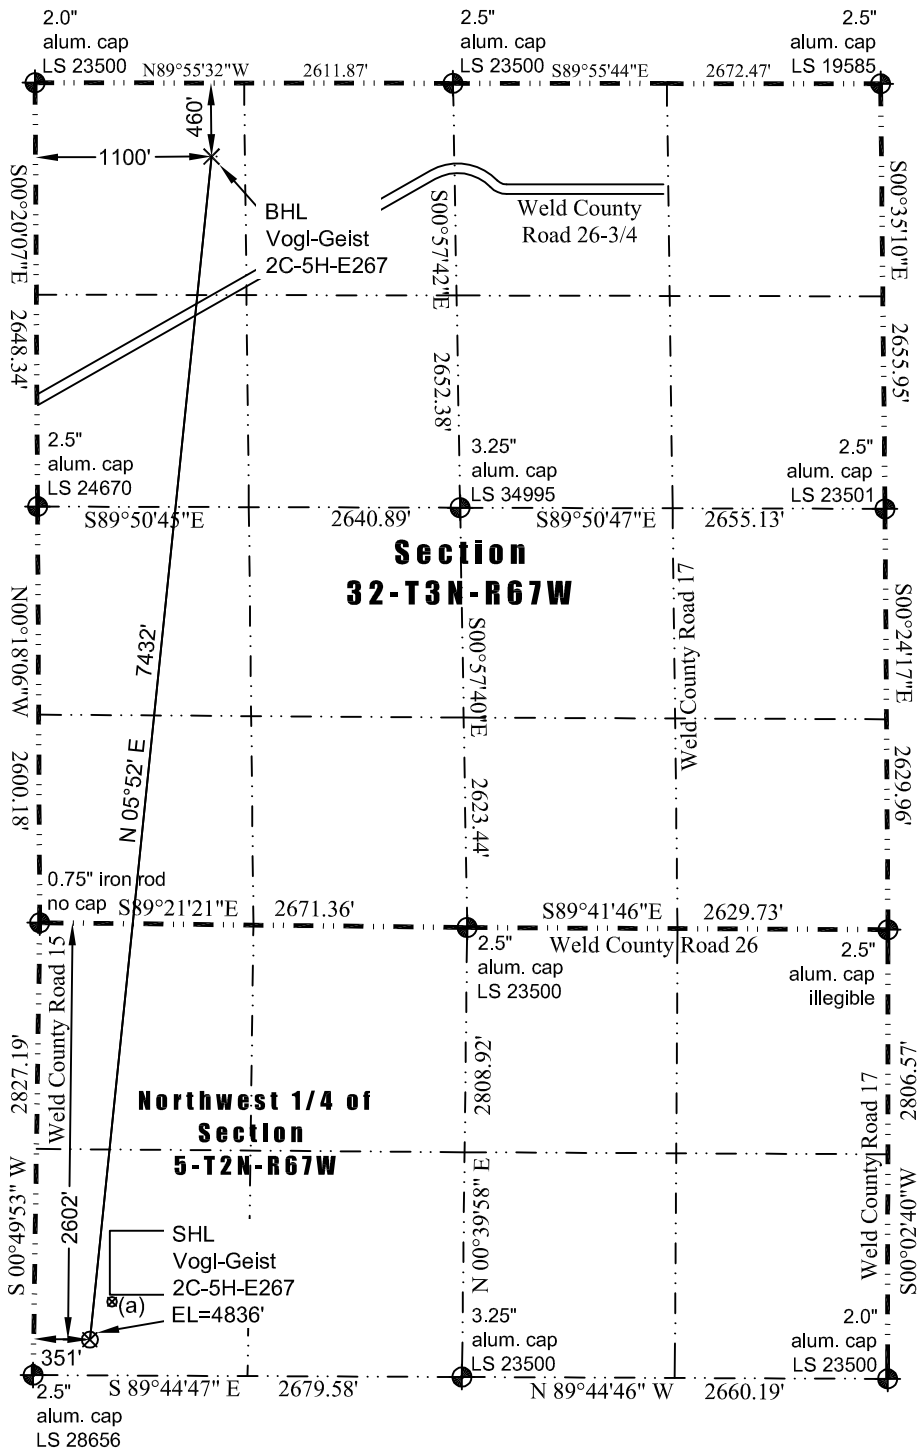 2.0"
alum. cap
LS 23500
2.5"
alum. cap
LS 23500
2.5"
alum. cap
LS 19585
N89°55'32"W
2611.87'
S89°55'44"E
2672.47'
460'
1100'
BHL
Vogl-Geist
2C-5H-E267
Weld County
Road 26-3/4
S00°20'07"E
2648.34'
S00°57'42"E
2652.38'
S00°35'10"E
2655.95'
2.5"
alum. cap
LS 24670
3.25"
alum. cap
LS 34995
2.5"
alum. cap
LS 23501
S89°50'45"E
2640.89'
S89°50'47"E
2655.13'
Section
32-T3N-R67W
N00°18'06"W
2600.18'
7432'
N 05°52' E
S00°57'40"E
2623.44'
Weld County Road 17
S00°24'17"E
2629.96'
0.75" iron rod
no cap
S89°21'21"E
2671.36'
S89°41'46"E
2629.73'
Weld County Road 26
2.5"
alum. cap
LS 23500
2.5"
alum. cap
illegible
Weld County Road 15
2827.19'
S 00°49'53" W
2602'
2808.92'
N 00°39'58" E
Weld County Road 17
2806.57'
S00°02'40"W
Northwest 1/4 of
Section
5-T2N-R67W
SHL
Vogl-Geist
2C-5H-E267
(a)
EL=4836'
351'
3.25"
alum. cap
LS 23500
2.0"
alum. cap
LS 23500
S 89°44'47" E
2679.58'
N 89°44'46" W
2660.19'
2.5"
alum. cap
LS 28656